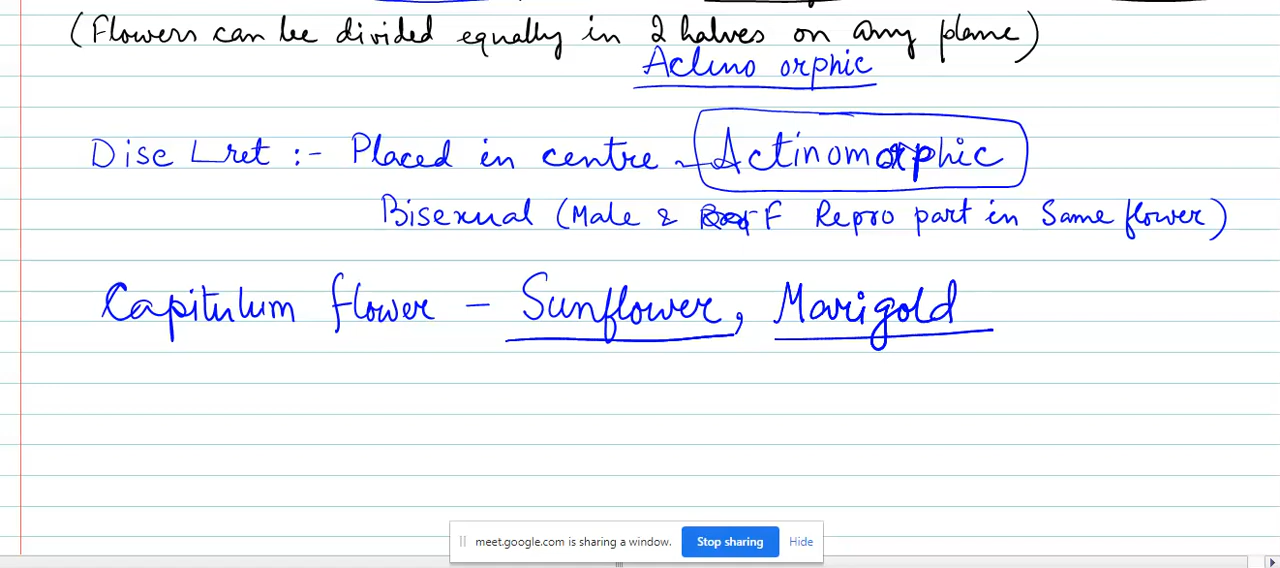 (Flowers can be divided equally in 2 halves on any plane)
Actino orphic
Disc Lret :- Placed in centre - Actinomorphic
Bisexual (Male & F Repro part in Same flower)
Capitulum flower - Sunflower, Marigold
meet.google.com is sharing a window. Stop sharing Hide